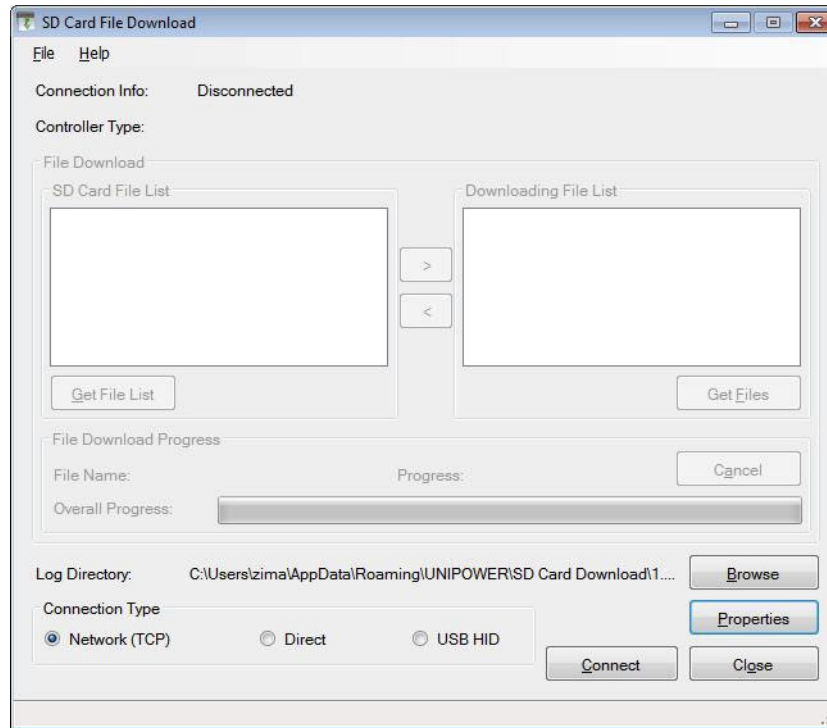 SD Card File Download
File Help
Connection Info: Disconnected
Controller Type:
File Download
SD Card File List Downloading File List
>
<
Get File List Get Files
File Download Progress
File Name: Progress: Cancel
Overall Progress:
Log Directory: C:\Users\zima\AppData\Roaming\UNIPOWER\SD Card Download\1.... Browse
Connection Type Properties
Network (TCP) Direct USB HID
Connect Close